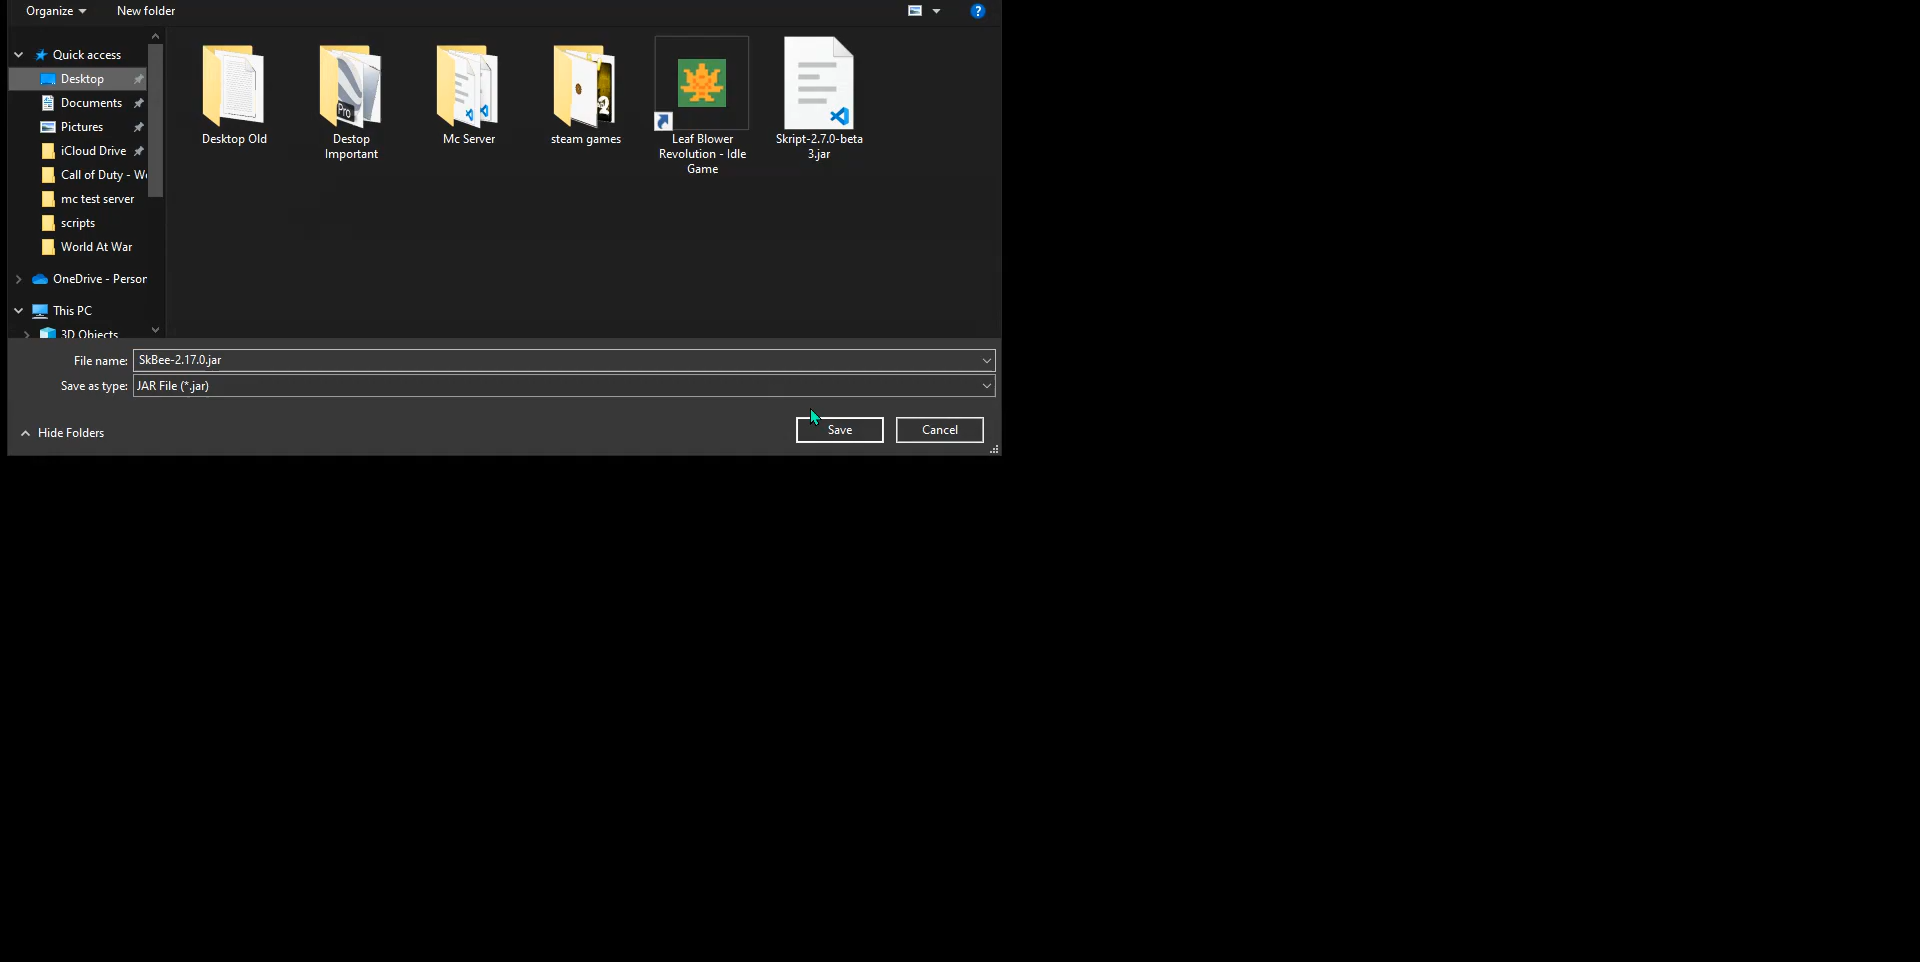 Organize
New folder
?
Quick access
Desktop
Documents
Pictures
iCloud Drive
Call of Duty - W
mc test server
scripts
World At War
OneDrive - Person
This PC
3D Objects
Desktop Old
Pro
Destop
Important
Mc Server
2
steam games
Leaf Blower
Revolution - Idle
Game
Skript-2.7.0-beta
3.jar
File name: SkBee-2.17.0.jar
Save as type: JAR File (*.jar)
Hide Folders
Save
Cancel